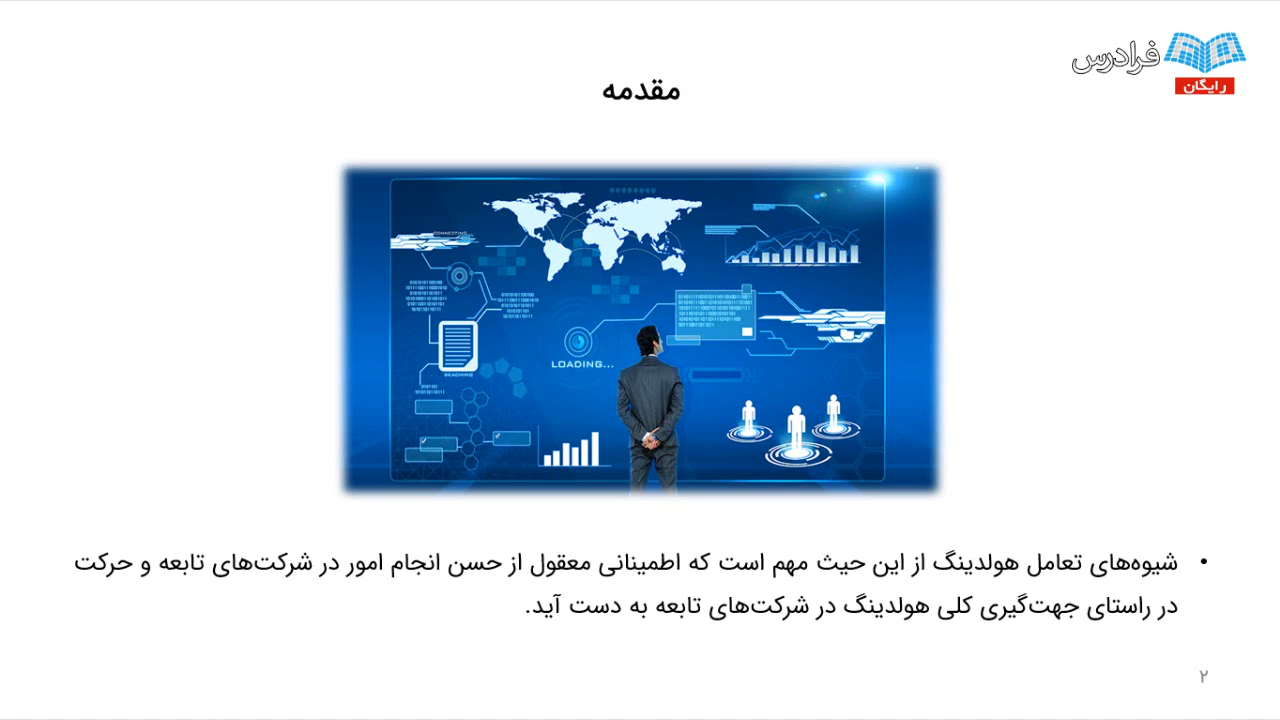 فرادرس
رایگان
مقدمه
CONNECTING...
LOADING...
• شیوه‌های تعامل هولدینگ از این حیث مهم است که اطمینانی معقول از حسن انجام امور در شرکت‌های تابعه و حرکت
در راستای جهت‌گیری کلی هولدینگ در شرکت‌های تابعه به دست آید.
۲